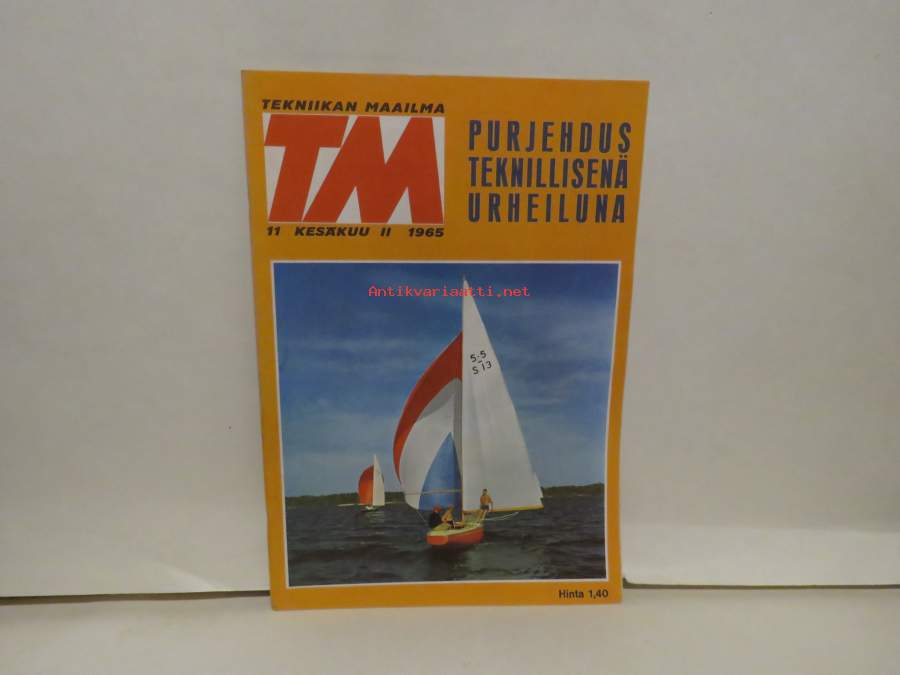 TEKNIIKAN MAAILMA
TM
11 KESÄKUU II 1965
PURJEHDUS
TEKNILLISENÄ
URHEILUNA
Antikvariaatti.net
5-5
S 13
Hinta 1,40